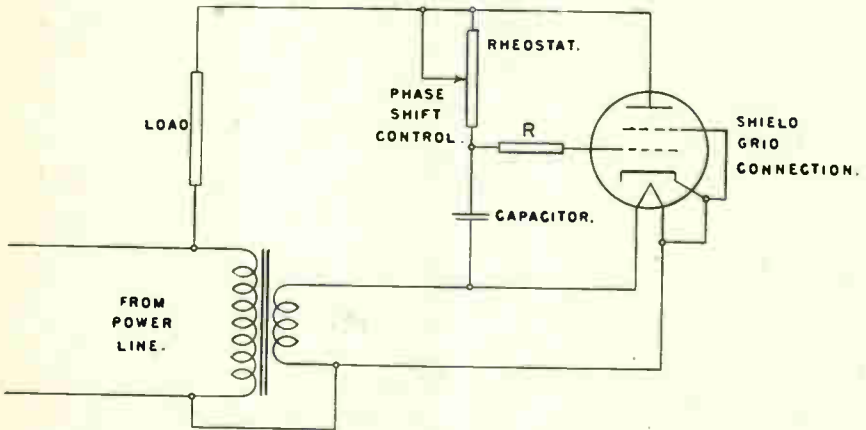 RHEOSTAT.
PHASE
SHIFT
CONTROL.
LOAD
R
SHIELD
GRID
CONNECTION.
CAPACITOR.
FROM
POWER
LINE.